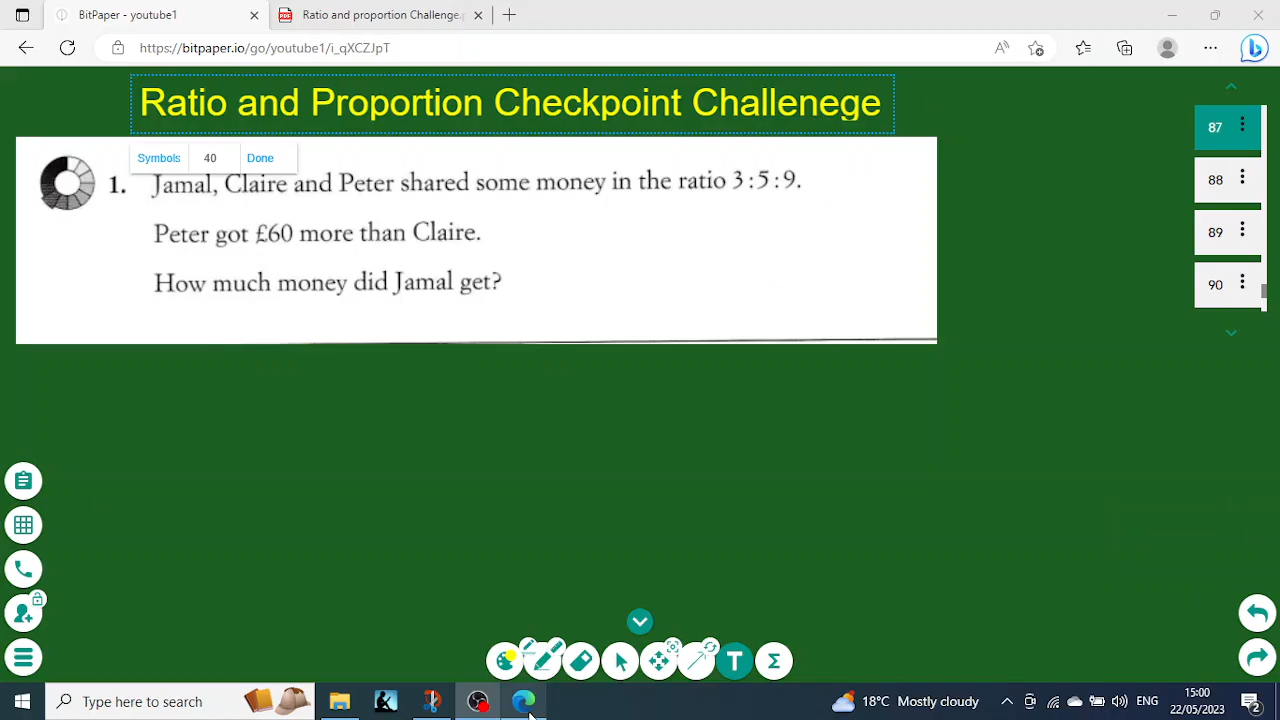 BitPaper - youtube1
Ratio and Proportion Challenege
https://bitpaper.io/go/youtube1/i_qXCZJpT
Ratio and Proportion Checkpoint Challenege
Symbols 40 Done
1. Jamal, Claire and Peter shared some money in the ratio 3 : 5 : 9.
Peter got £60 more than Claire.
How much money did Jamal get?
87
88
89
90
T
Σ
Type here to search
18°C Mostly cloudy
ENG
15:00
22/05/2023
2